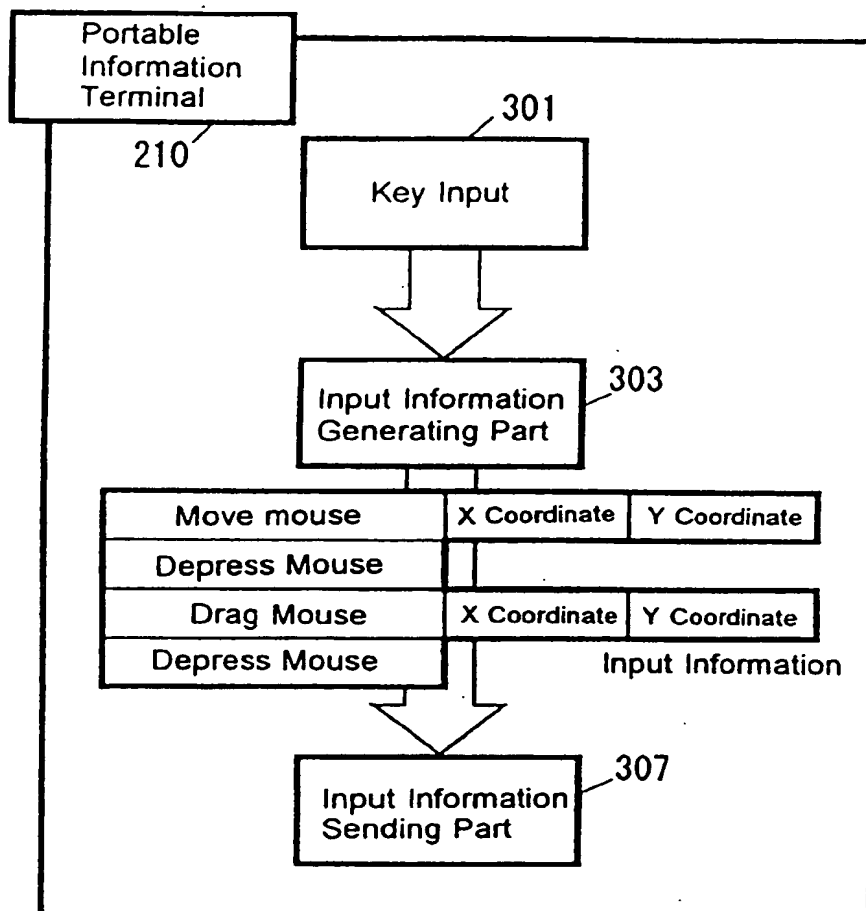 Portable
Information
Terminal
210
301
Key Input
303
Input Information
Generating Part
Move mouse X Coordinate Y Coordinate
Depress Mouse
Drag Mouse X Coordinate Y Coordinate
Depress Mouse
Input Information
307
Input Information
Sending Part